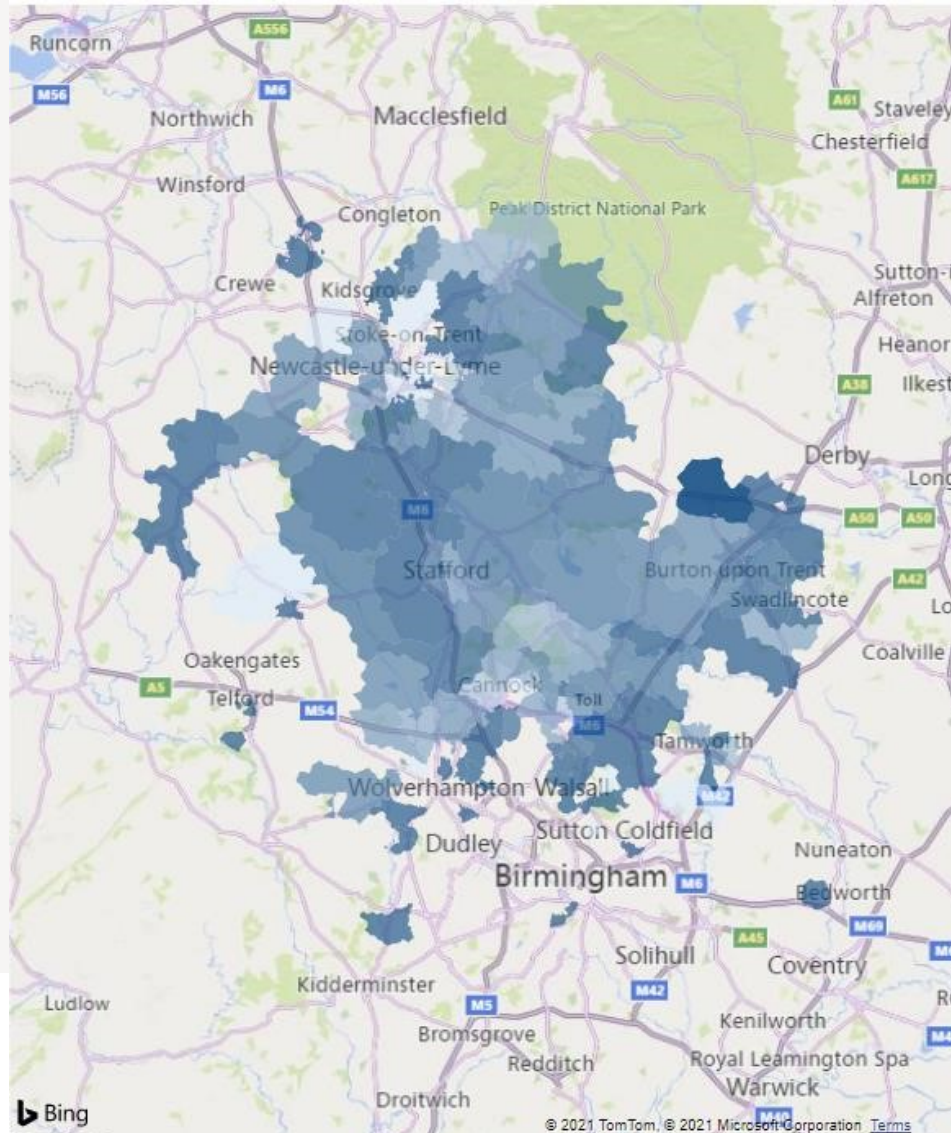 A556
Runcorn
M56
M6
A61
Staveley
Northwich
Macclesfield
Chesterfield
A617
Winsford
Congleton
Peak District National Park
Crewe
Kidsgrove
Sutton-
Alfreton
Stoke-on-Trent
Heanor
Newcastle-under-Lyme
A38
Ilkest
Derby
Long
M6
A50
A50
Stafford
Burton upon Trent
A42
Swadlincote
Lo
Oakengates
Coalville
A5
Telford
Cannock
M54
Toll
M6
Tamworth
Wolverhampton
Walsall
M42
Dudley
Sutton Coldfield
Nuneaton
Birmingham
M6
Bedworth
M69
A45
Solihull
Coventry
Kidderminster
M42
Ludlow
M5
Kenilworth
Bromsgrove
Redditch
Royal Leamington Spa
Warwick
Droitwich
M40
Bing
© 2021 TomTom, © 2021 Microsoft Corporation Terms